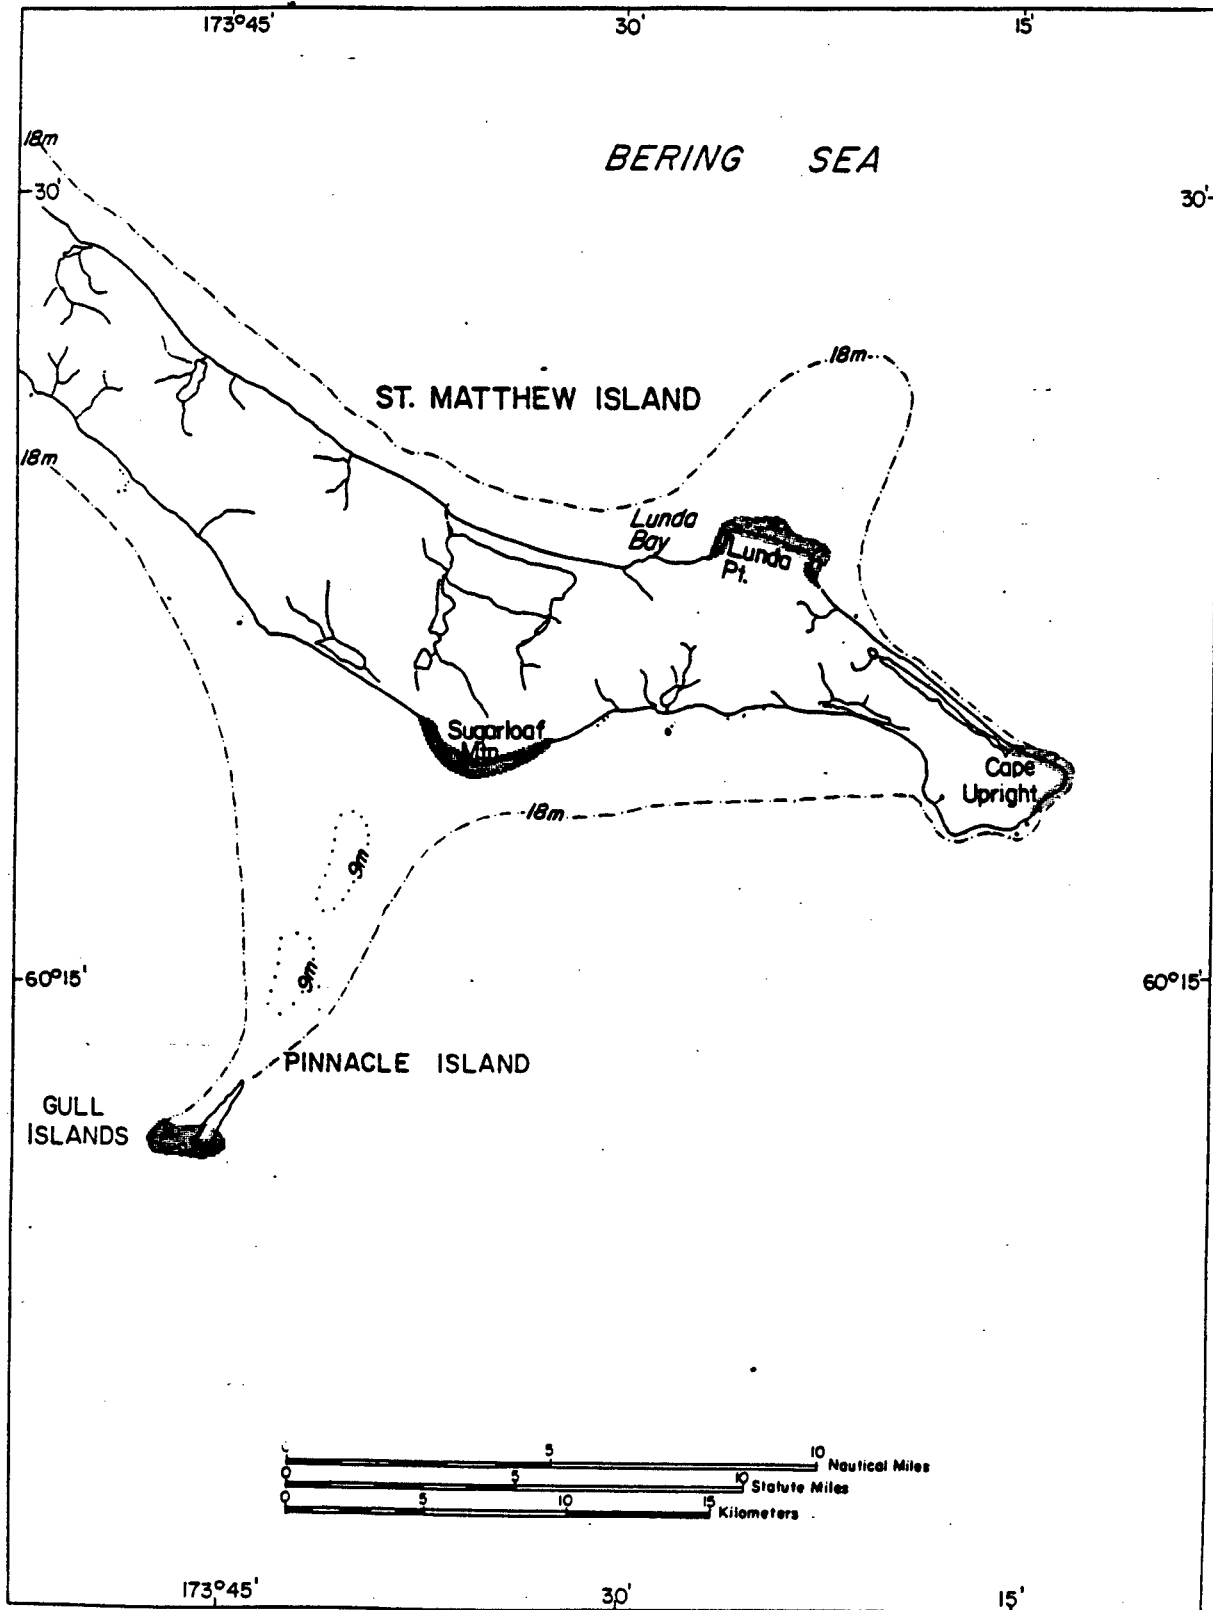 173°45' 30' 15'
18m
BERING SEA
30' 30'
18m
ST. MATTHEW ISLAND
18m
Lunda
Bay
Lunda
Pt.
Sugarloaf
Mtn
Cape
Upright
18m
9m
9m
60°15' 60°15'
PINNACLE ISLAND
GULL
ISLANDS
5 10 Nautical Miles
0 5 10 Statute Miles
0 5 10 15 Kilometers
173°45' 30' 15'